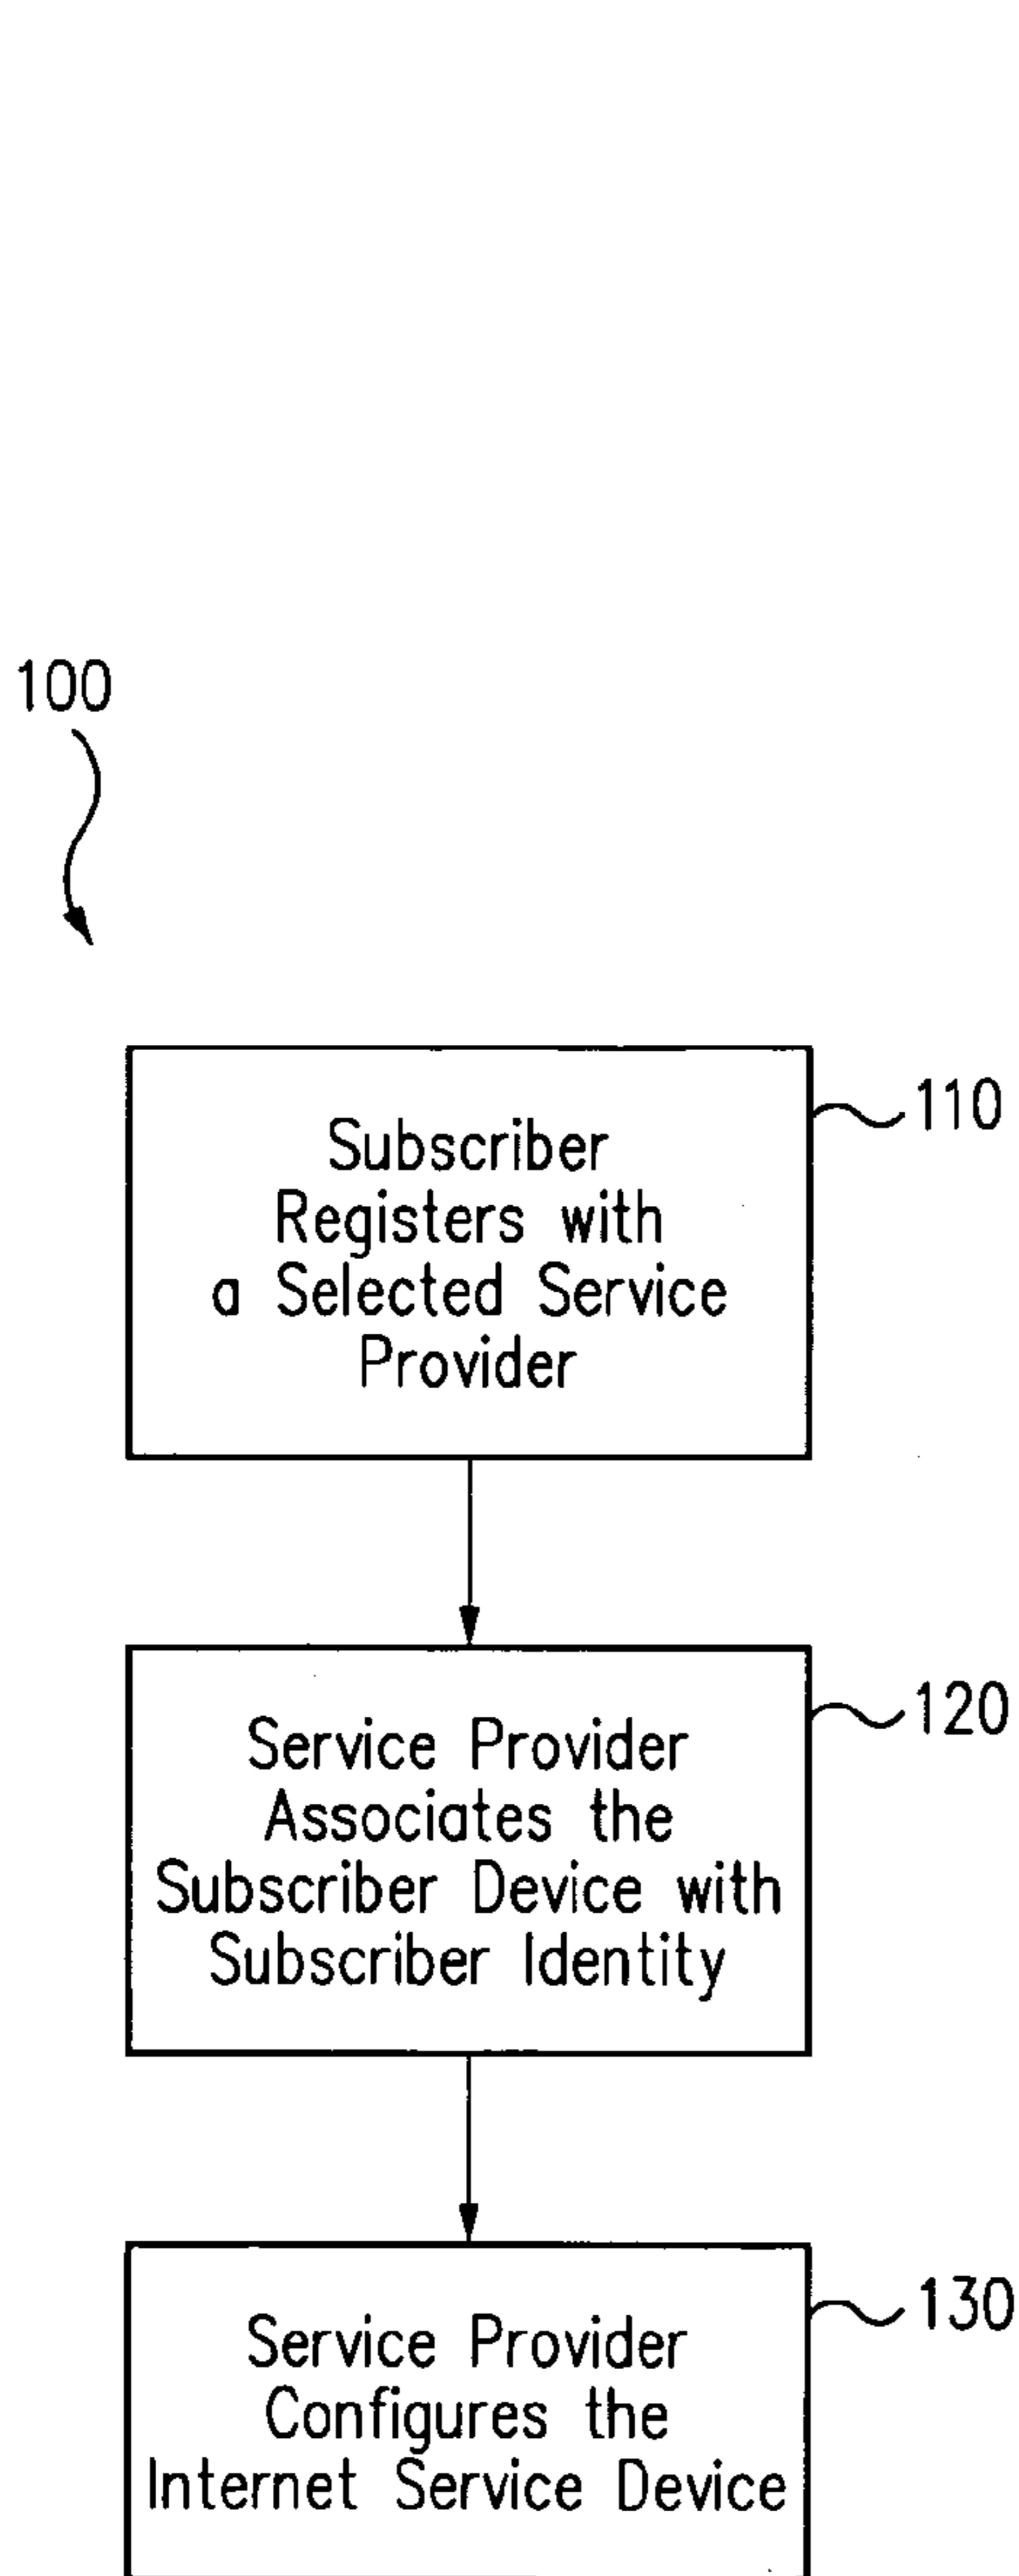 100
110
Subscriber
Registers with
a Selected Service
Provider
120
Service Provider
Associates the
Subscriber Device with
Subscriber Identity
130
Service Provider
Configures the
Internet Service Device